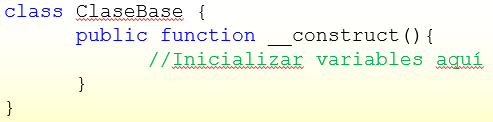 class ClaseBase {
public function __construct(){
//Inicializar variables aquí
}
}